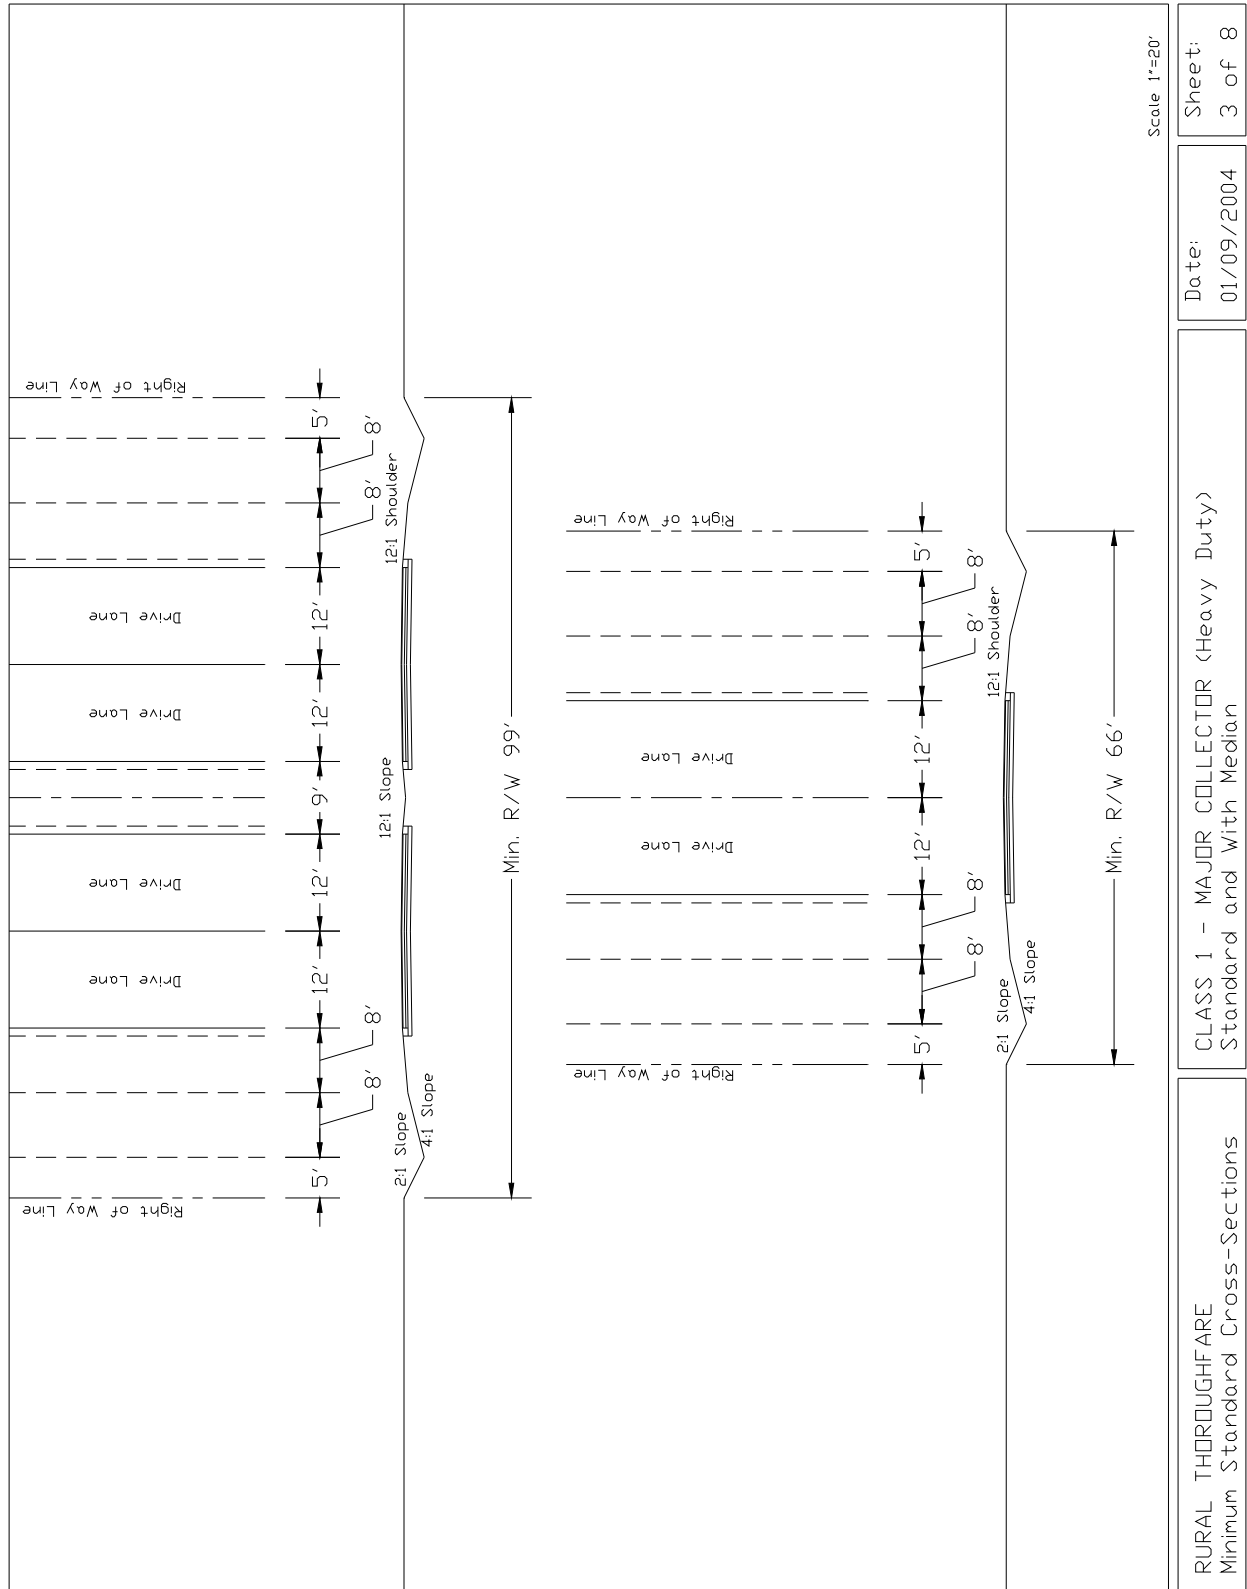 Right of Way Line
Drive Lane
Drive Lane
Drive Lane
Drive Lane
Right of Way Line
5'
8'
8'
12'
12'
9'
12'
12'
8'
8'
5'
2:1 Slope
4:1 Slope
12:1 Slope
12:1 Shoulder
Min. R/W 99'
Right of Way Line
Drive Lane
Drive Lane
Right of Way Line
5'
8'
8'
12'
12'
8'
8'
5'
2:1 Slope
4:1 Slope
12:1 Shoulder
Min. R/W 66'
Scale 1"=20'
RURAL THOROUGHFARE
Minimum Standard Cross-Sections
CLASS 1 - MAJOR COLLECTOR (Heavy Duty)
Standard and With Median
Date:
01/09/2004
Sheet:
3 of 8